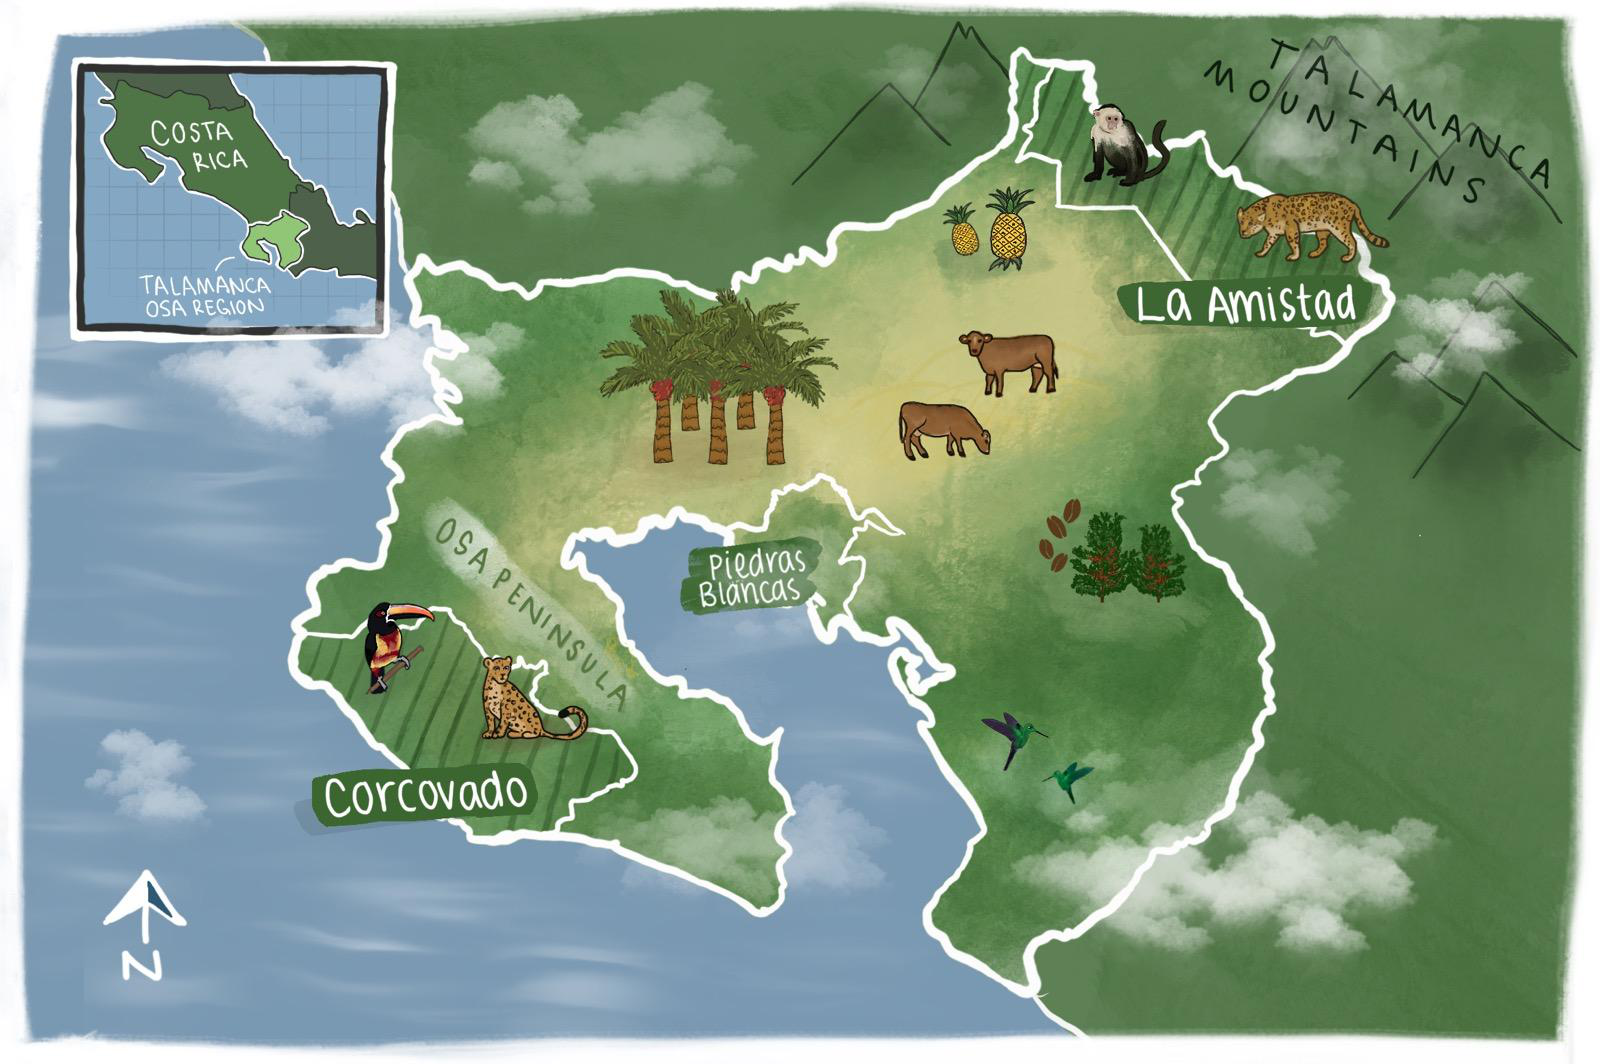 COSTA
RICA
TALAMANCA
OSA REGION
TALAMANCA
MOUNTAINS
La Amistad
OSA PENINSULA
Piedras
Blancas
Corcovado
N